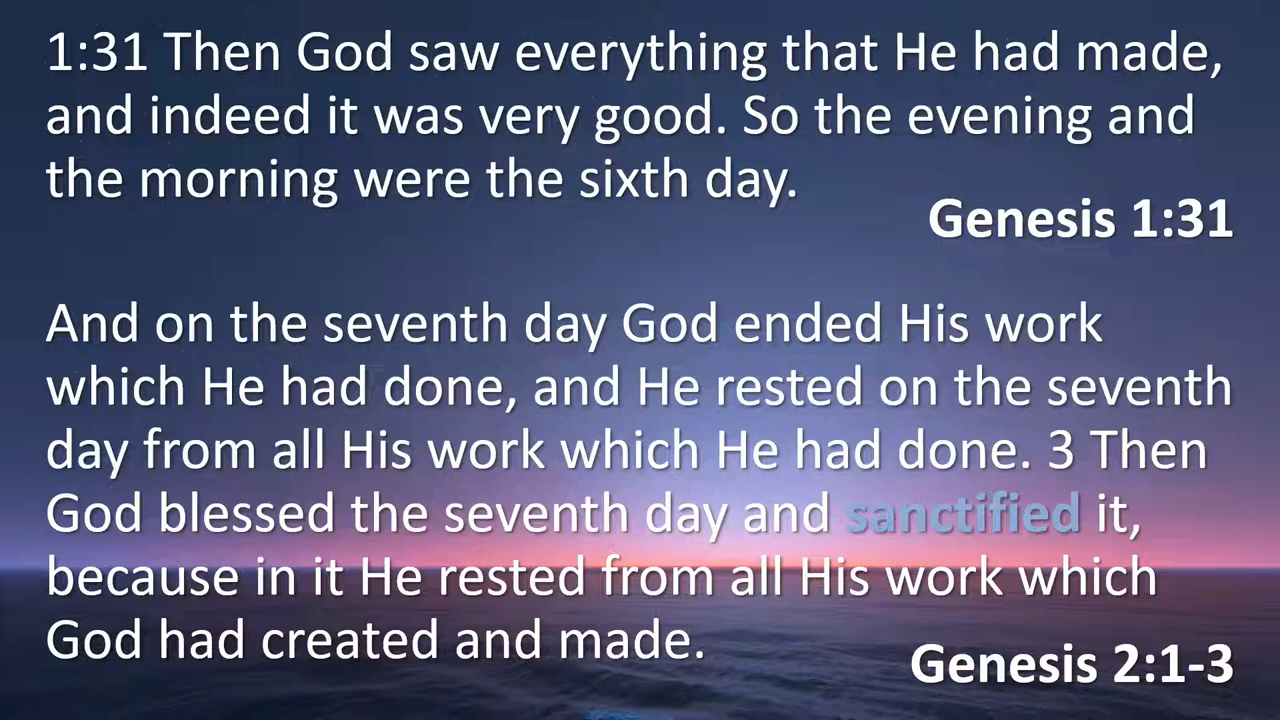 1:31 Then God saw everything that He had made,
and indeed it was very good. So the evening and
the morning were the sixth day.
Genesis 1:31
And on the seventh day God ended His work
which He had done, and He rested on the seventh
day from all His work which He had done. 3 Then
God blessed the seventh day and sanctified it,
because in it He rested from all His work which
God had created and made.
Genesis 2:1-3